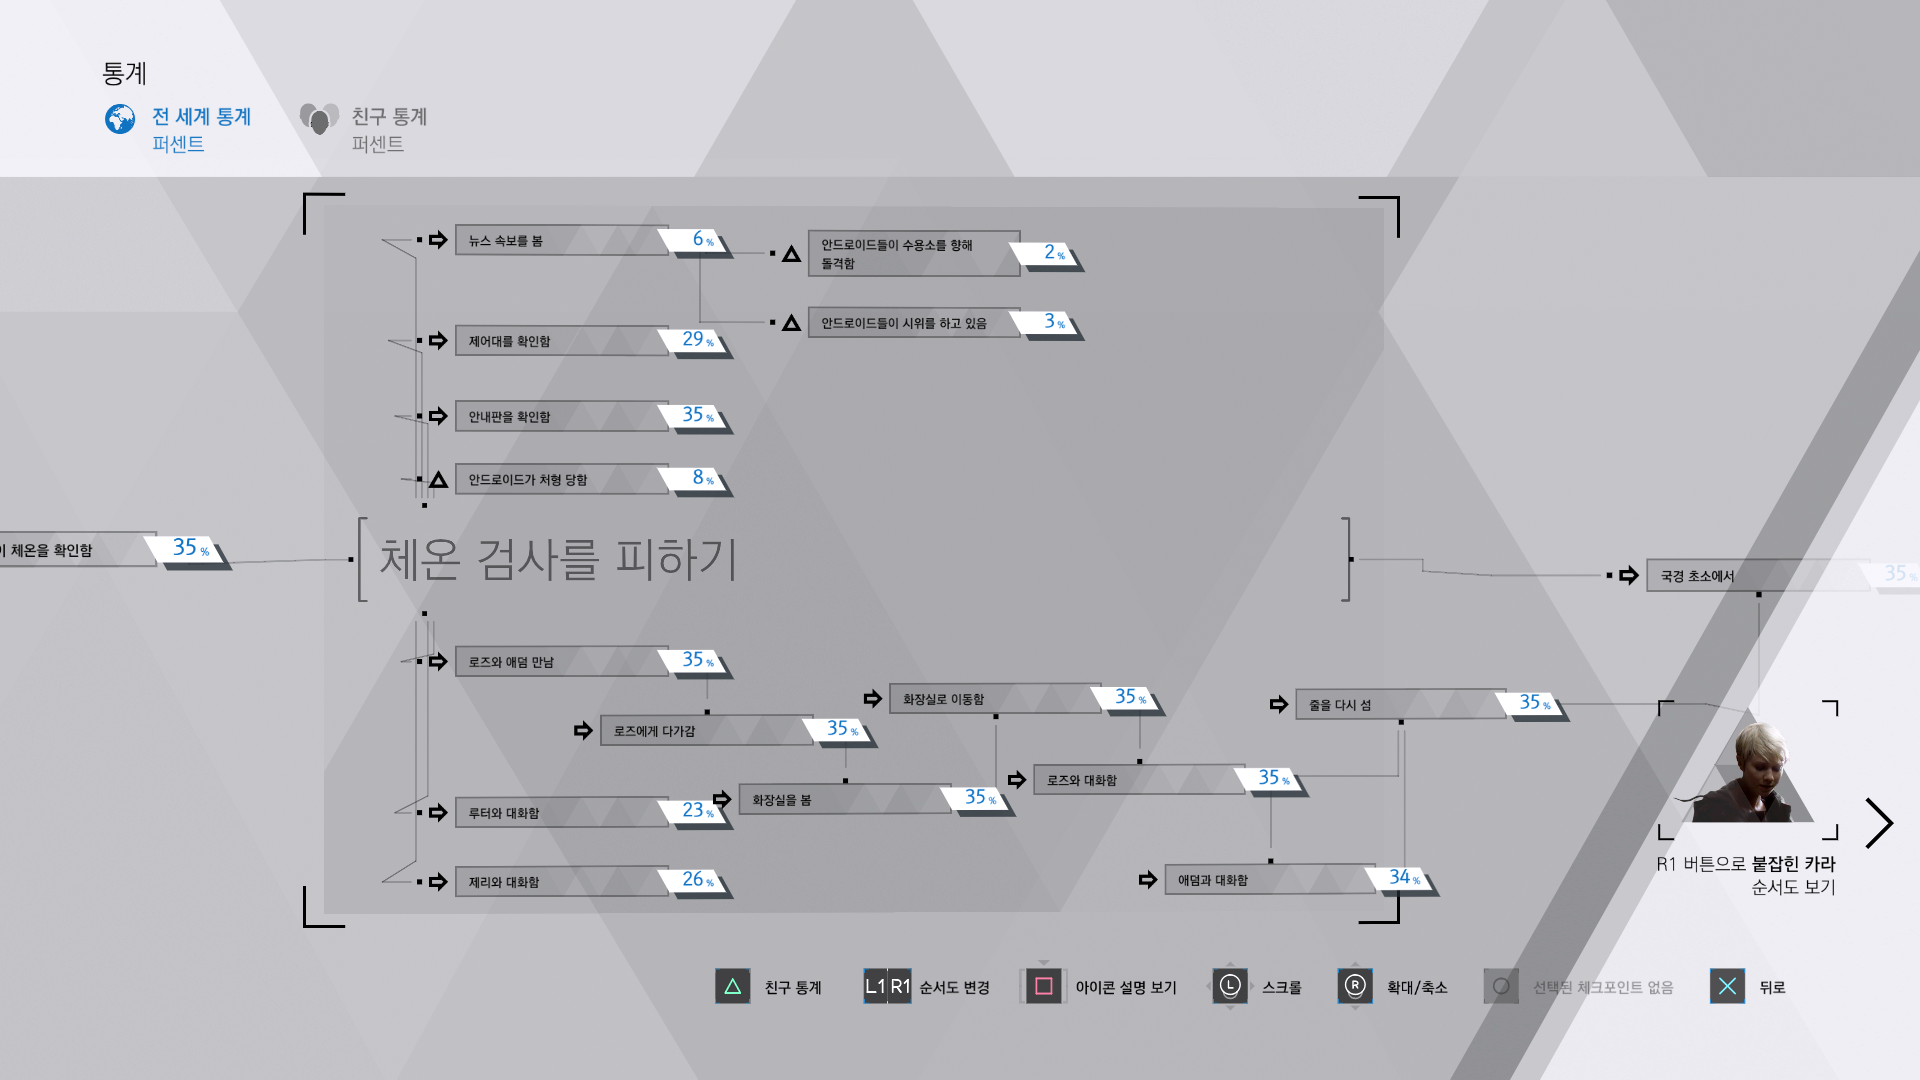 통계
전 세계 통계
퍼센트
친구 통계
퍼센트
뉴스 속보를 봄
6%
안드로이드들이 수용소를 향해
돌격함
2%
안드로이드들이 시위를 하고 있음
3%
제어대를 확인함
29%
안내판을 확인함
35%
안드로이드가 처형 당함
8%
체온을 확인함
35%
체온 검사를 피하기
국경 초소에서
35%
로즈와 애덤 만남
35%
로즈에게 다가감
35%
화장실로 이동함
35%
줄을 다시 섬
35%
로즈와 대화함
35%
루터와 대화함
23%
화장실을 봄
35%
제리와 대화함
26%
애덤과 대화함
34%
R1 버튼으로 붙잡힌 카라
순서도 보기
친구 통계
L1 R1 순서도 변경
아이콘 설명 보기
L 스크롤
R 확대/축소
선택된 체크포인트 없음
뒤로